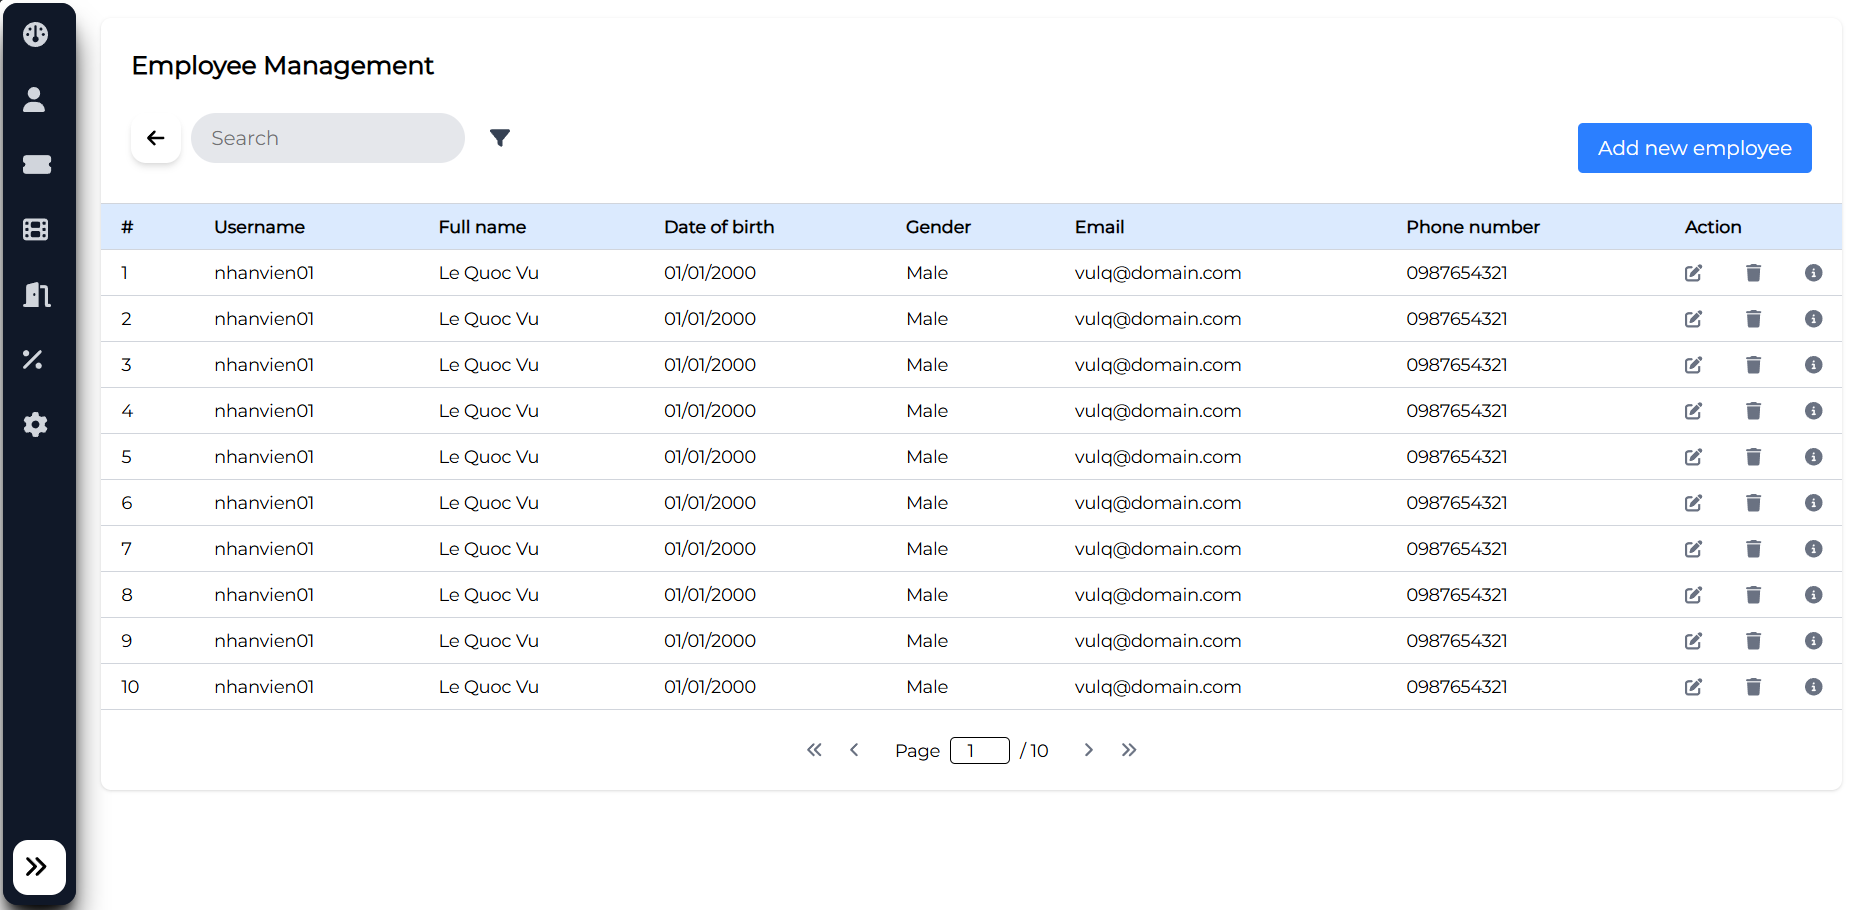 Employee Management
Search
Add new employee
# Username Full name Date of birth Gender Email Phone number Action
1 nhanvien01 Le Quoc Vu 01/01/2000 Male vulq@domain.com 0987654321
2 nhanvien01 Le Quoc Vu 01/01/2000 Male vulq@domain.com 0987654321
3 nhanvien01 Le Quoc Vu 01/01/2000 Male vulq@domain.com 0987654321
4 nhanvien01 Le Quoc Vu 01/01/2000 Male vulq@domain.com 0987654321
5 nhanvien01 Le Quoc Vu 01/01/2000 Male vulq@domain.com 0987654321
6 nhanvien01 Le Quoc Vu 01/01/2000 Male vulq@domain.com 0987654321
7 nhanvien01 Le Quoc Vu 01/01/2000 Male vulq@domain.com 0987654321
8 nhanvien01 Le Quoc Vu 01/01/2000 Male vulq@domain.com 0987654321
9 nhanvien01 Le Quoc Vu 01/01/2000 Male vulq@domain.com 0987654321
10 nhanvien01 Le Quoc Vu 01/01/2000 Male vulq@domain.com 0987654321
Page 1 / 10